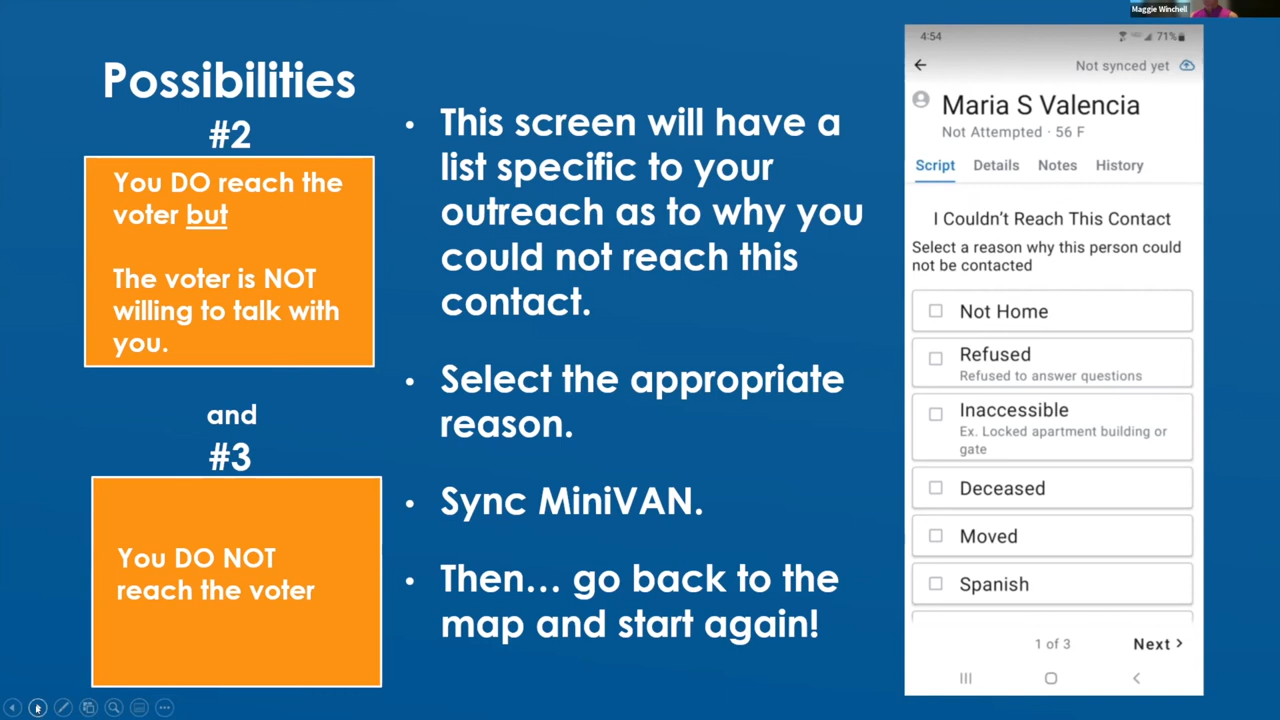 Maggie Winchell
Possibilities
#2
You DO reach the
voter but
The voter is NOT
willing to talk with
you.
and
#3
You DO NOT
reach the voter
• This screen will have a
list specific to your
outreach as to why you
could not reach this
contact.
• Select the appropriate
reason.
• Sync MiniVAN.
• Then... go back to the
map and start again!
4:54
71%
Not synced yet
Maria S Valencia
Not Attempted · 56 F
Script Details Notes History
I Couldn't Reach This Contact
Select a reason why this person could
not be contacted
Not Home
Refused
Refused to answer questions
Inaccessible
Ex. Locked apartment building or
gate
Deceased
Moved
Spanish
1 of 3 Next >